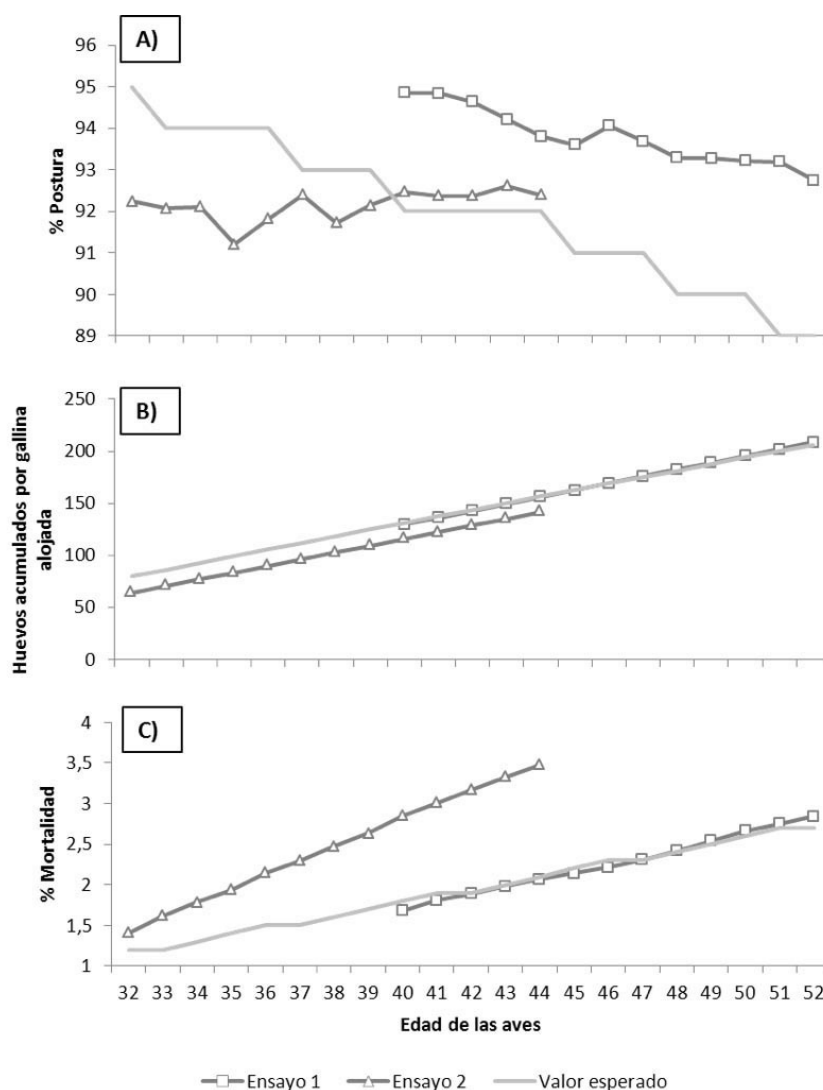 A)
96
95
94
93
92
91
90
89
% Postura
B)
250
200
150
100
50
0
Huevos acumulados por gallina
alojada
C)
4
3,5
3
2,5
2
1,5
1
% Mortalidad
32 33 34 35 36 37 38 39 40 41 42 43 44 45 46 47 48 49 50 51 52
Edad de las aves
Ensayo 1 Ensayo 2 Valor esperado